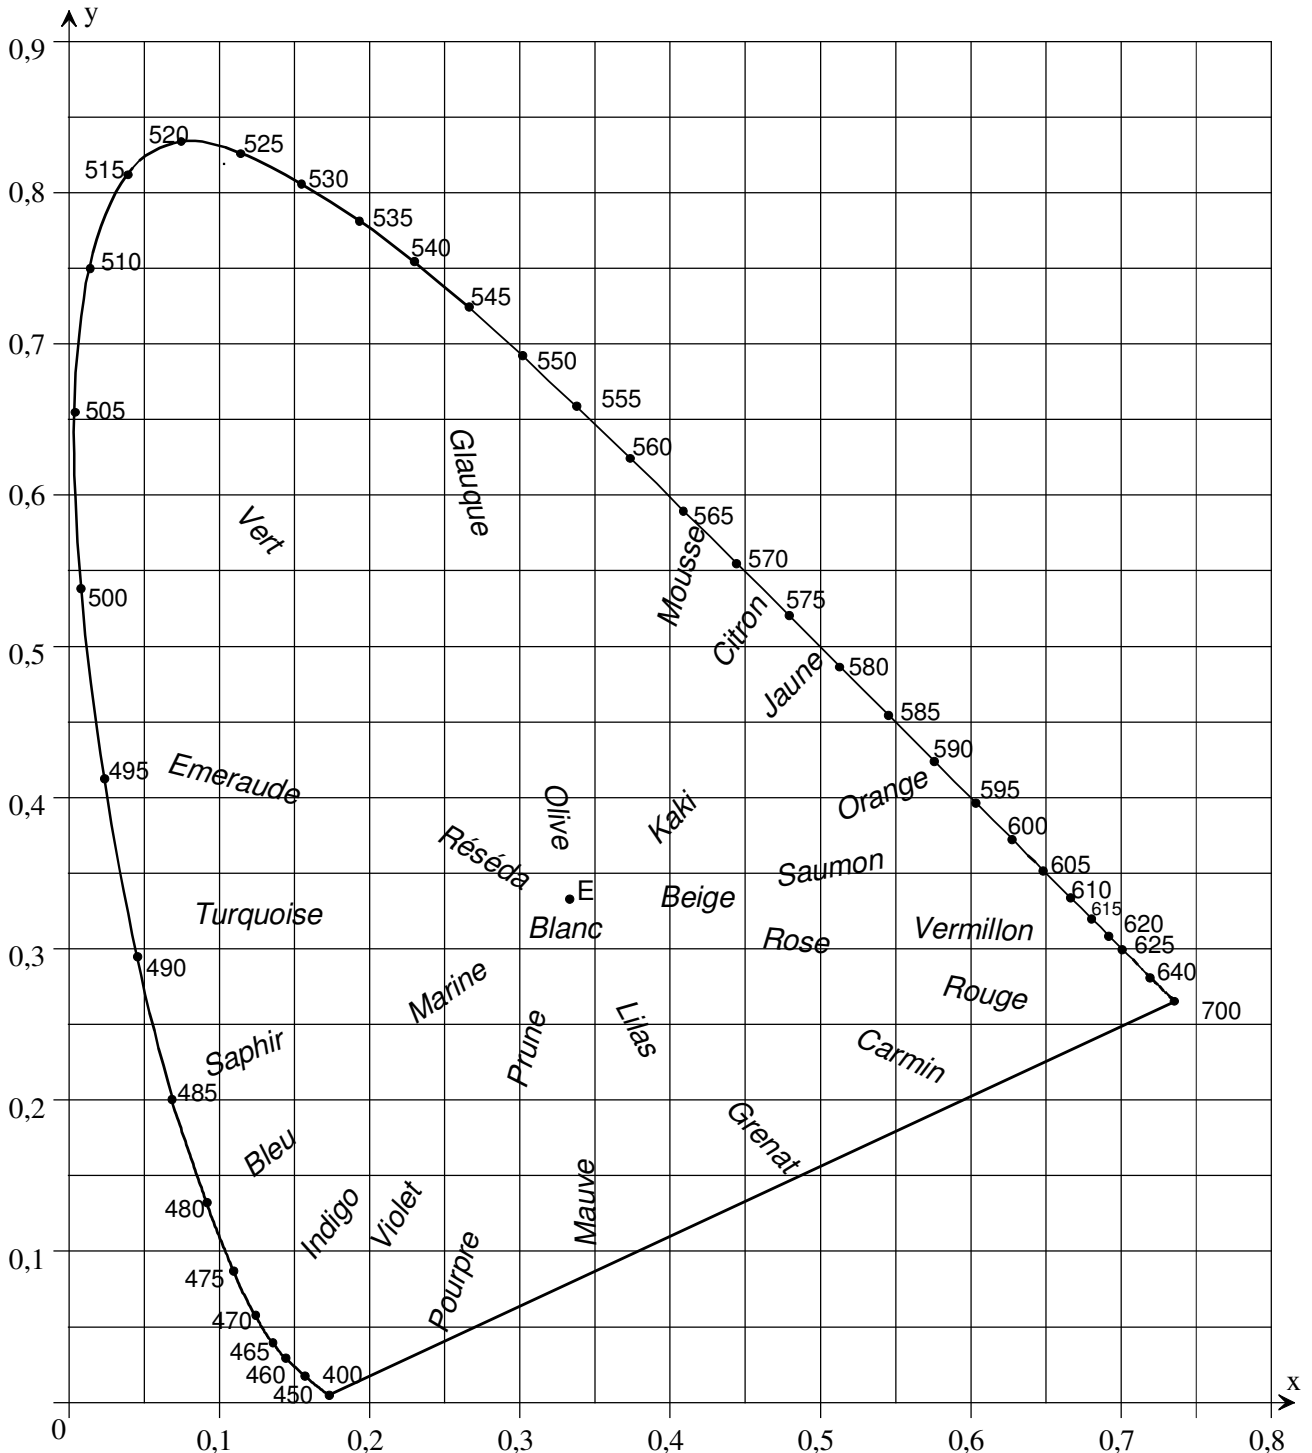 y
0,9
520
525
515
530
0,8
535
540
510
545
0,7
550
555
505
560
Glauque
0,6
565
Vert
Mousse
570
500
575
Citron
0,5
580
Jaune
585
590
495
Emeraude
Orange
595
0,4
Olive
Kaki
600
Réséda
Saumon
605
E
Beige
610
615
Turquoise
Blanc
620
Rose
Vermillon
625
0,3
490
640
Marine
Rouge
700
Lilas
Prune
Saphir
Carmin
485
0,2
Grenat
Bleu
480
Mauve
Indigo
Violet
0,1
475
Pourpre
470
465
460
400
450
x
0
0,1
0,2
0,3
0,4
0,5
0,6
0,7
0,8